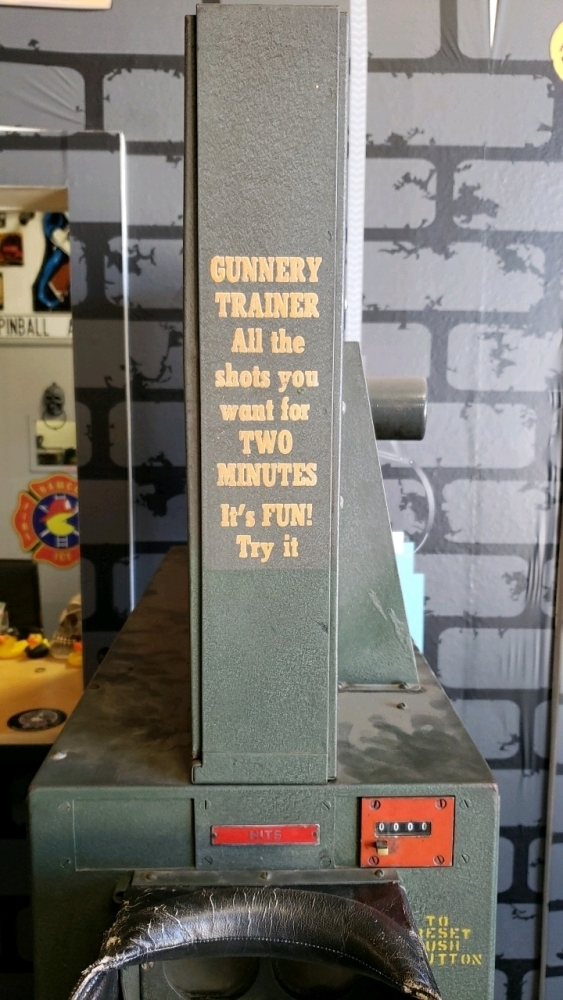 GUNNERY
TRAINER
All the
shots you
want for
TWO
MINUTES
It's FUN!
Try it
PINBALL A
HITS
0000
TO
RESET
PUSH
BUTTON